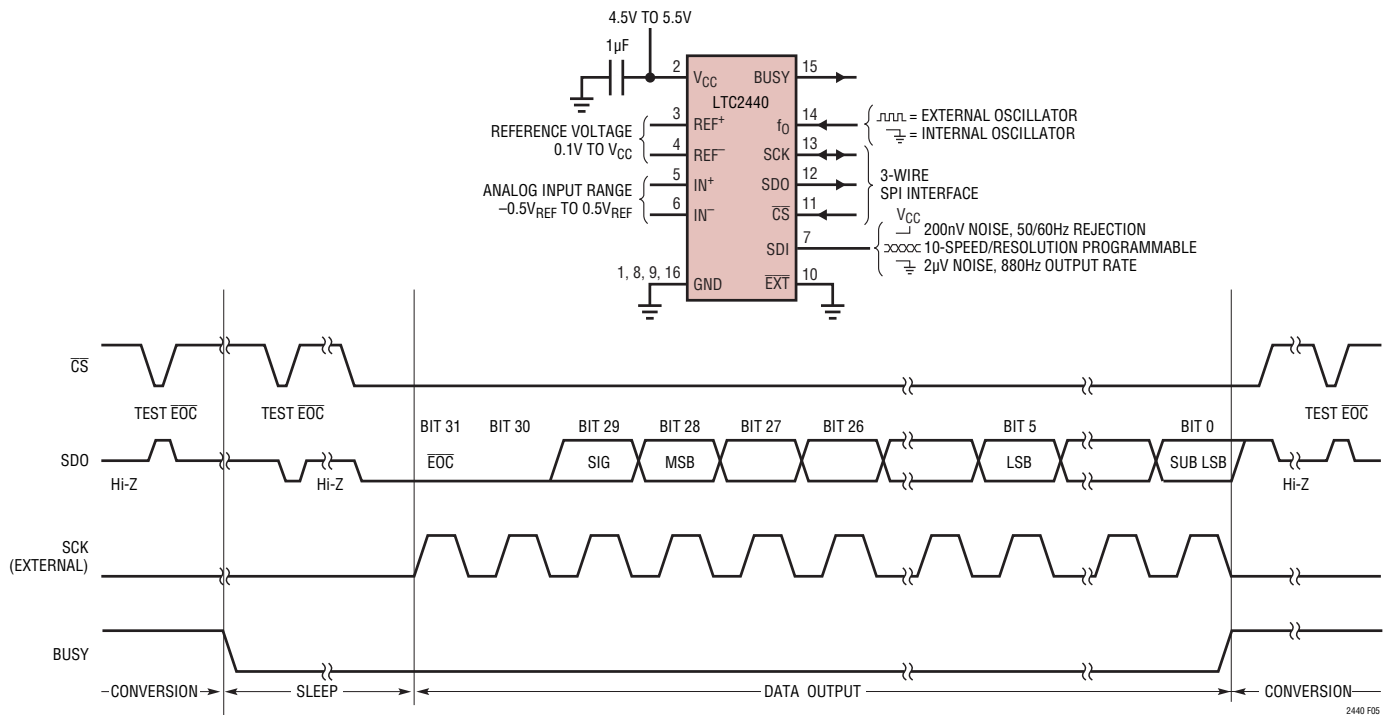 4.5V TO 5.5V
1µF
2 VCC BUSY 15
LTC2440
3 REF+ fO 14
= EXTERNAL OSCILLATOR
= INTERNAL OSCILLATOR
REFERENCE VOLTAGE
0.1V TO VCC
4 REF– SCK 13
5 IN+ SDO 12
3-WIRE
SPI INTERFACE
ANALOG INPUT RANGE
–0.5VREF TO 0.5VREF
6 IN– CS 11
VCC
200nV NOISE, 50/60Hz REJECTION
SDI 7
10-SPEED/RESOLUTION PROGRAMMABLE
2µV NOISE, 880Hz OUTPUT RATE
1, 8, 9, 16 GND EXT 10
CS
TEST EOC TEST EOC TEST EOC
BIT 31 BIT 30 BIT 29 BIT 28 BIT 27 BIT 26 BIT 5 BIT 0
SDO EOC SIG MSB LSB SUB LSB
Hi-Z Hi-Z Hi-Z
SCK
(EXTERNAL)
BUSY
CONVERSION SLEEP DATA OUTPUT CONVERSION
2440 F05